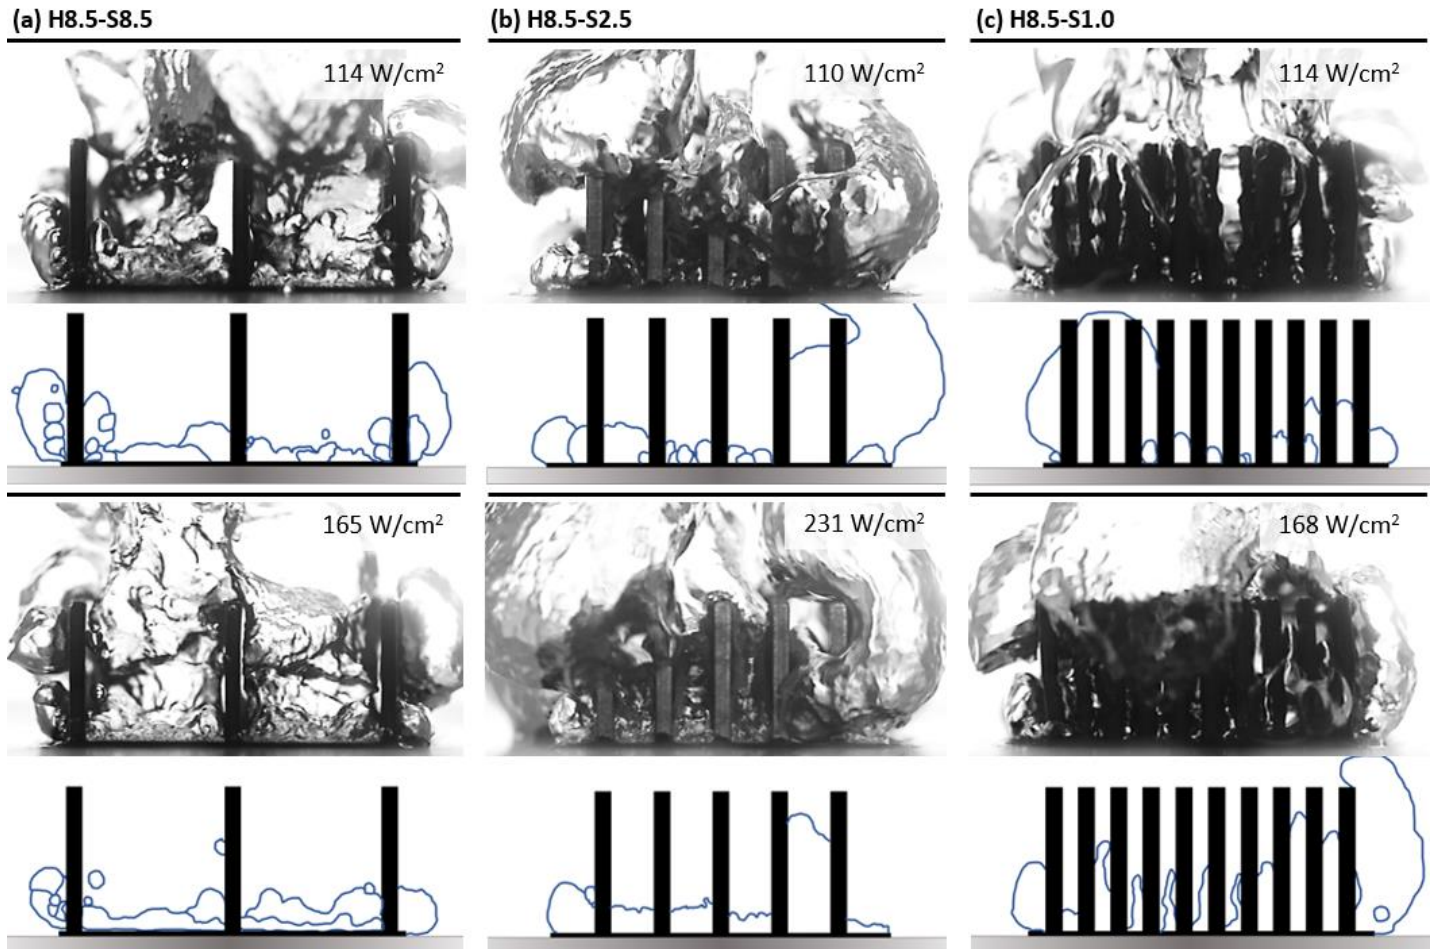 (a) H8.5-S8.5
(b) H8.5-S2.5
(c) H8.5-S1.0
114 W/cm²
110 W/cm²
114 W/cm²
165 W/cm²
231 W/cm²
168 W/cm²